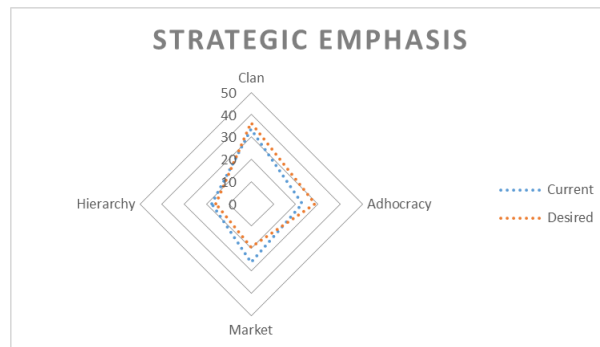 STRATEGIC EMPHASIS
Clan
50
40
30
20
10
0
Hierarchy
Adhocracy
Market
Current
Desired